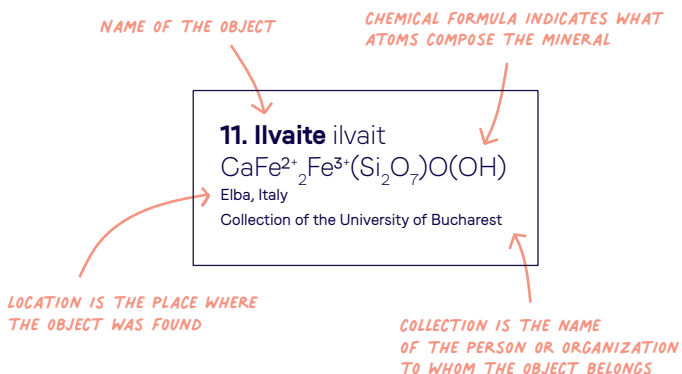 NAME OF THE OBJECT
CHEMICAL FORMULA INDICATES WHAT
ATOMS COMPOSE THE MINERAL
11. Ilvaite ilvait
CaFe²⁺₂Fe³⁺(Si₂O₇)O(OH)
Elba, Italy
Collection of the University of Bucharest
LOCATION IS THE PLACE WHERE
THE OBJECT WAS FOUND
COLLECTION IS THE NAME
OF THE PERSON OR ORGANIZATION
TO WHOM THE OBJECT BELONGS